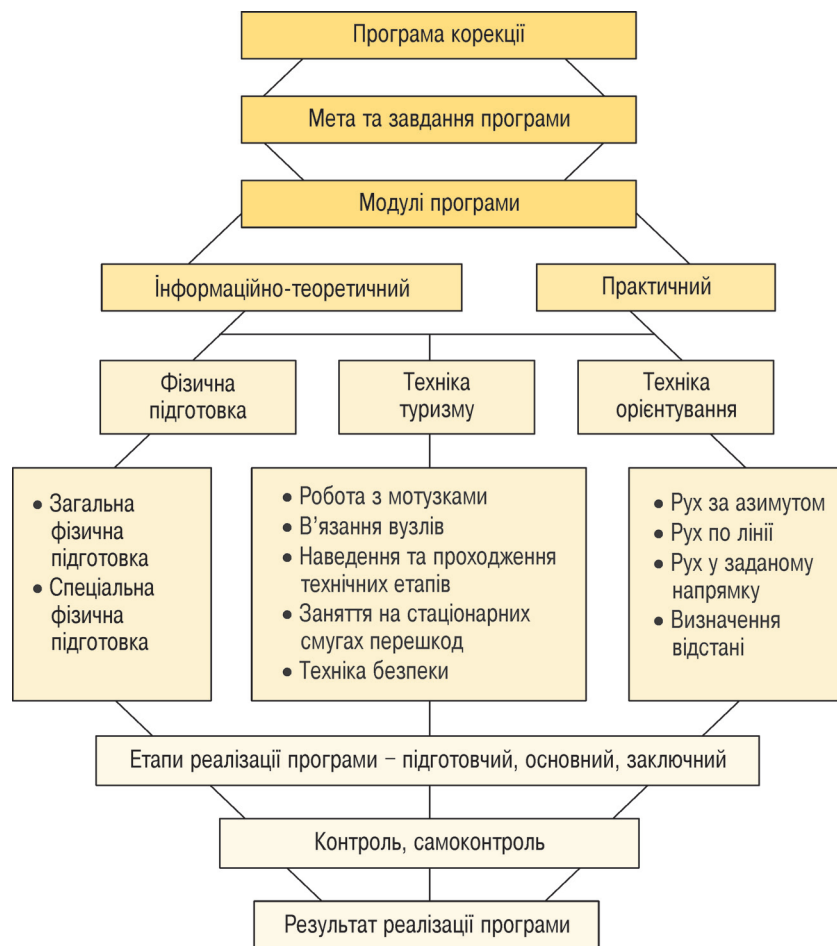 Програма корекції
Мета та завдання програми
Модулі програми
Інформаційно-теоретичний
Практичний
Фізична
підготовка
Техніка
туризму
Техніка
орієнтування
• Загальна
фізична
підготовка
• Спеціальна
фізична
підготовка
• Робота з мотузками
• В’язання вузлів
• Наведення та проходження
технічних етапів
• Заняття на стаціонарних
смугах перешкод
• Техніка безпеки
• Рух за азимутом
• Рух по лінії
• Рух у заданому
напрямку
• Визначення
відстані
Етапи реалізації програми – підготовчий, основний, заключний
Контроль, самоконтроль
Результат реалізації програми